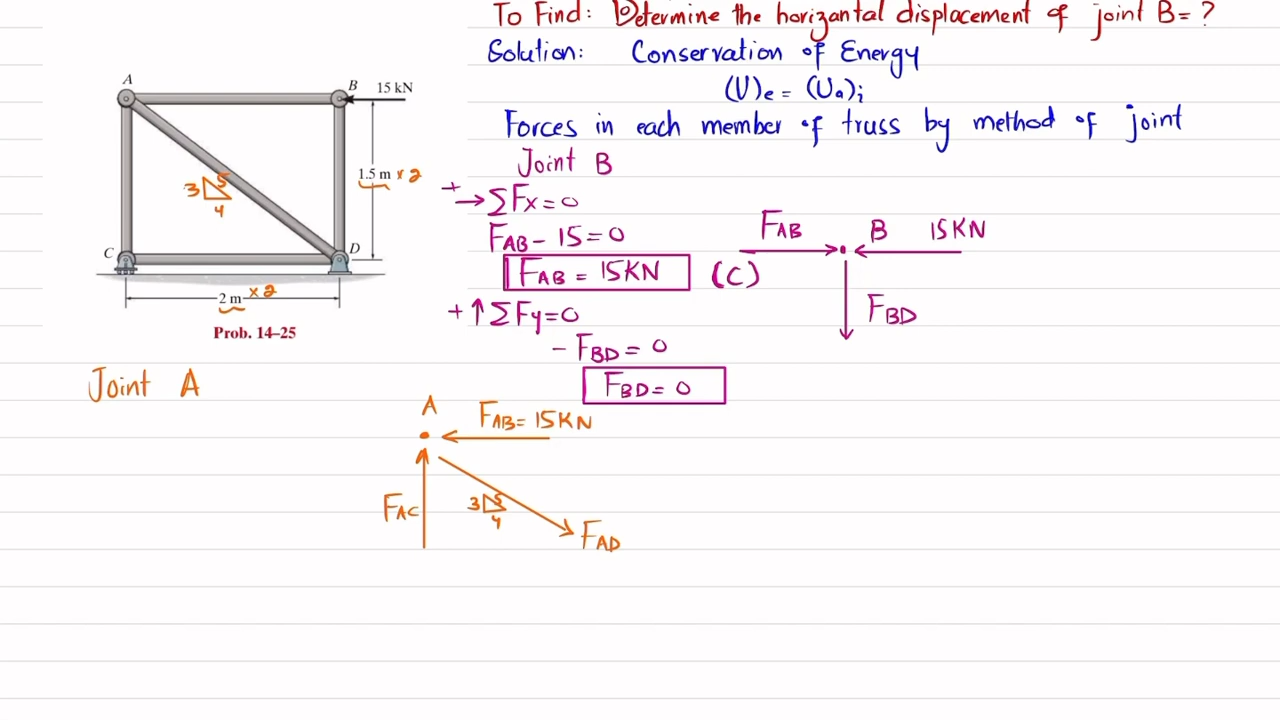 To Find: Determine the horizantal displacement of joint B= ?
Solution: Conservation of Energy
(U)e = (Ua)i
Forces in each member of truss by method of joint
Joint B
+→ ΣFx=0
FAB - 15=0
FAB = 15KN (C)
+↑ΣFy=0
- FBD = 0
FBD= 0
FAB B 15KN
FBD
A
B 15 kN
1.5 m x 2
3 5
4
C
D
2 m x 2
Prob. 14–25
Joint A
A
FAB= 15KN
FAC
3 5
4
FAD